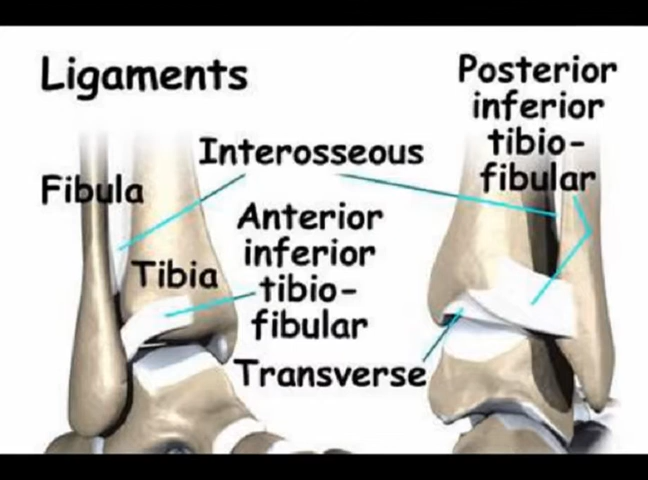 Ligaments
Posterior
inferior
tibio-
fibular
Interosseous
Fibula
Anterior
inferior
tibio-
fibular
Tibia
Transverse